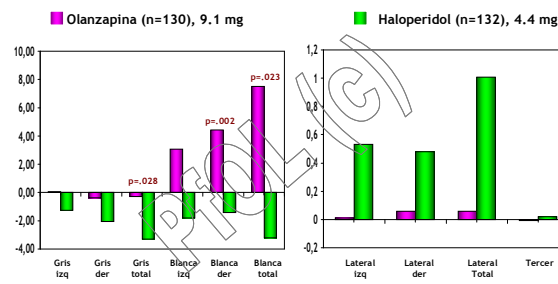 Olanzapina (n=130), 9.1 mg
Haloperidol (n=132), 4.4 mg
10,00
8,00
6,00
4,00
2,00
0,00
-2,00
-4,00
p=.028
p=.002
p=.023
Gris izq
Gris der
Gris total
Blanca izq
Blanca der
Blanca total
1,2
1
0,8
0,6
0,4
0,2
0
-0,2
Lateral izq
Lateral der
Lateral Total
Tercer